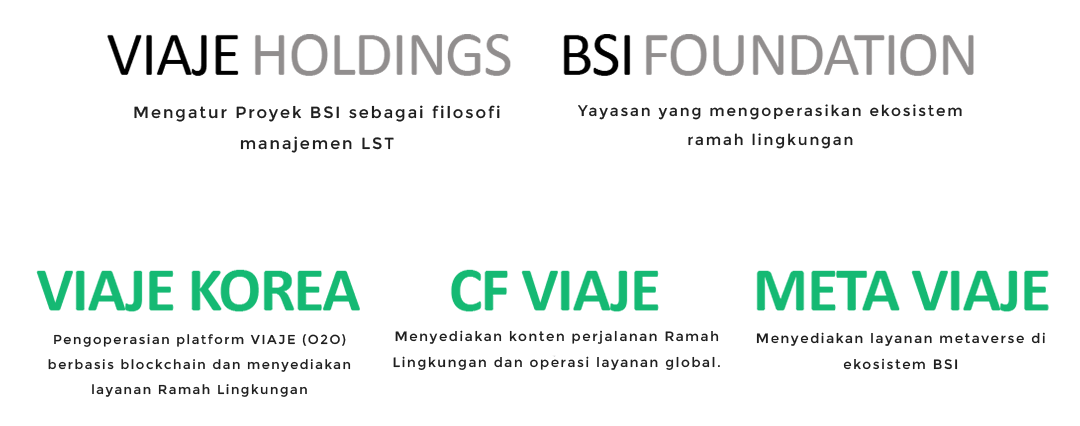 VIAJE HOLDINGS
Mengatur Proyek BSI sebagai filosofi
manajemen LST
BSI FOUNDATION
Yayasan yang mengoperasikan ekosistem
ramah lingkungan
VIAJE KOREA
Pengoperasian platform VIAJE (O2O)
berbasis blockchain dan menyediakan
layanan Ramah Lingkungan
CF VIAJE
Menyediakan konten perjalanan Ramah
Lingkungan dan operasi layanan global.
META VIAJE
Menyediakan layanan metaverse di
ekosistem BSI